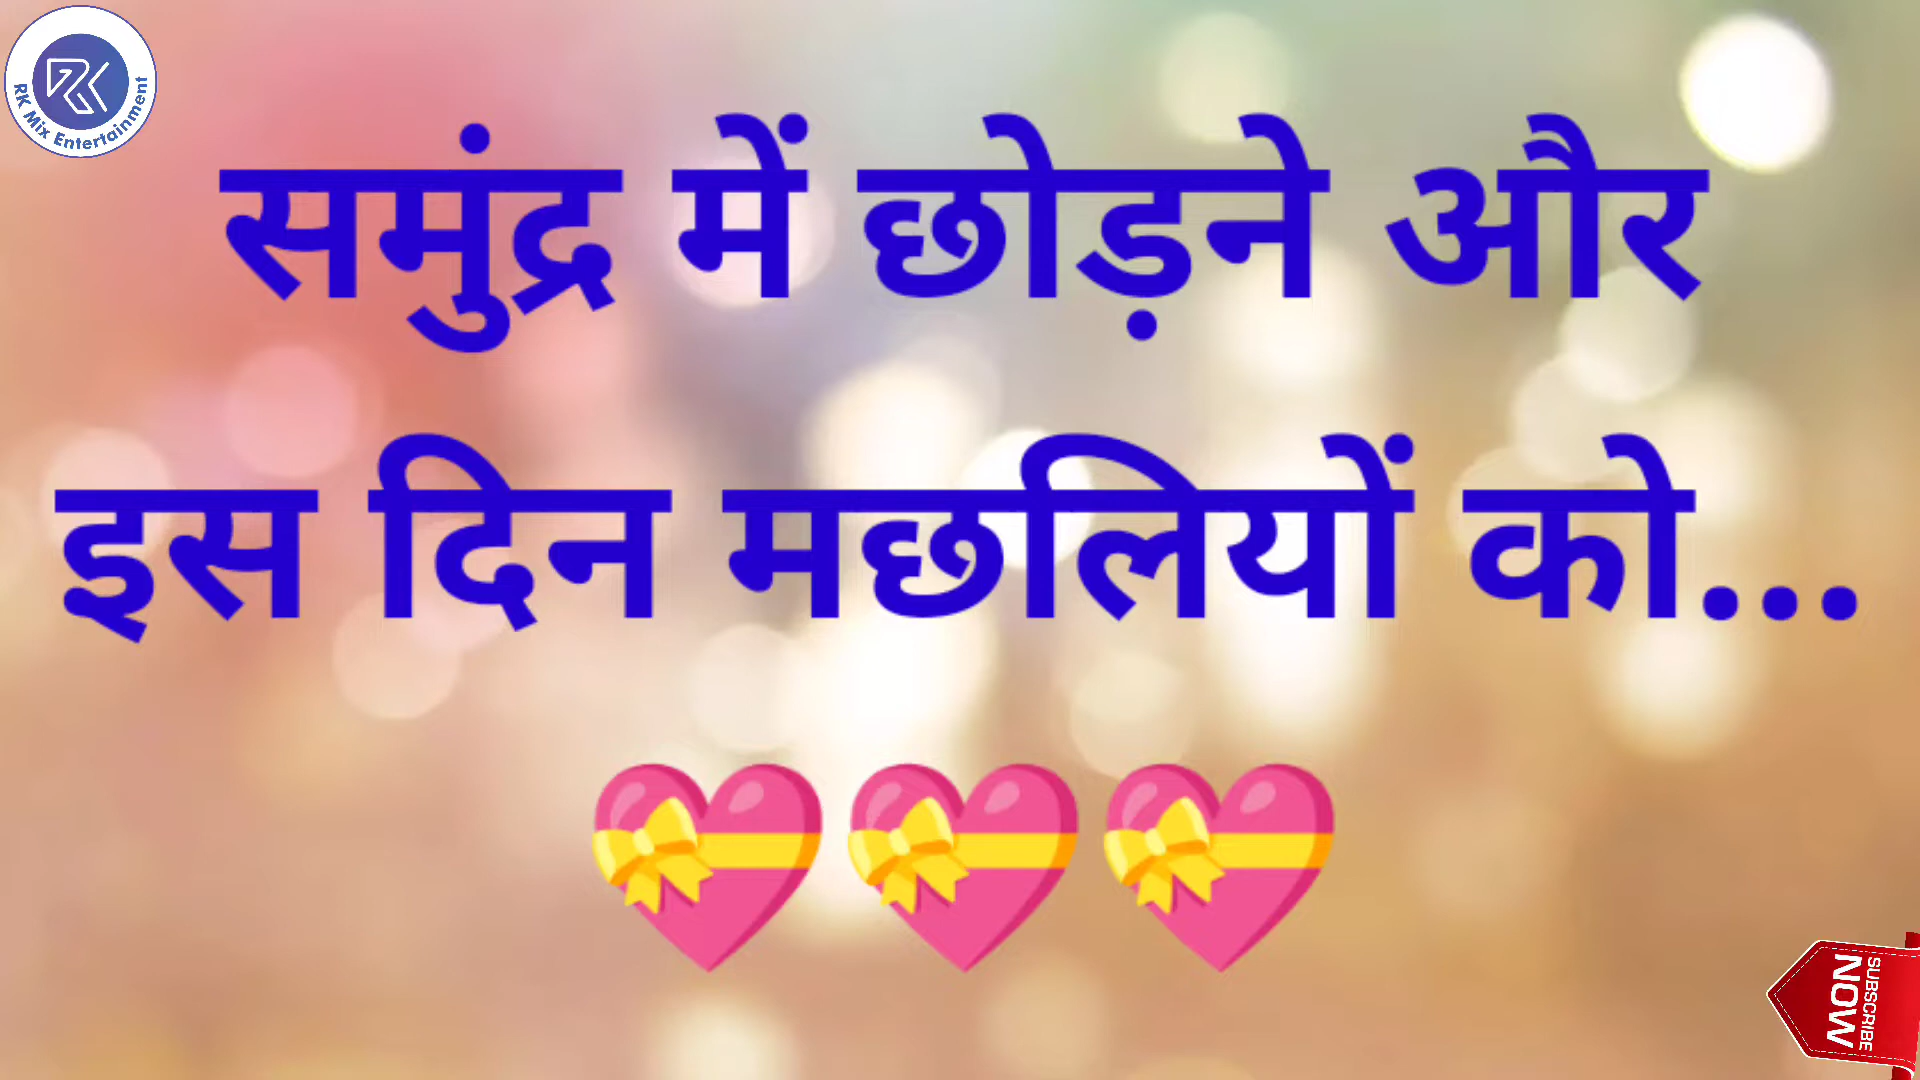 RK Mix Entertainment
समुंद्र में छोड़ने और
इस दिन मछलियों को...
💝💝💝
SUBSCRIBE
NOW